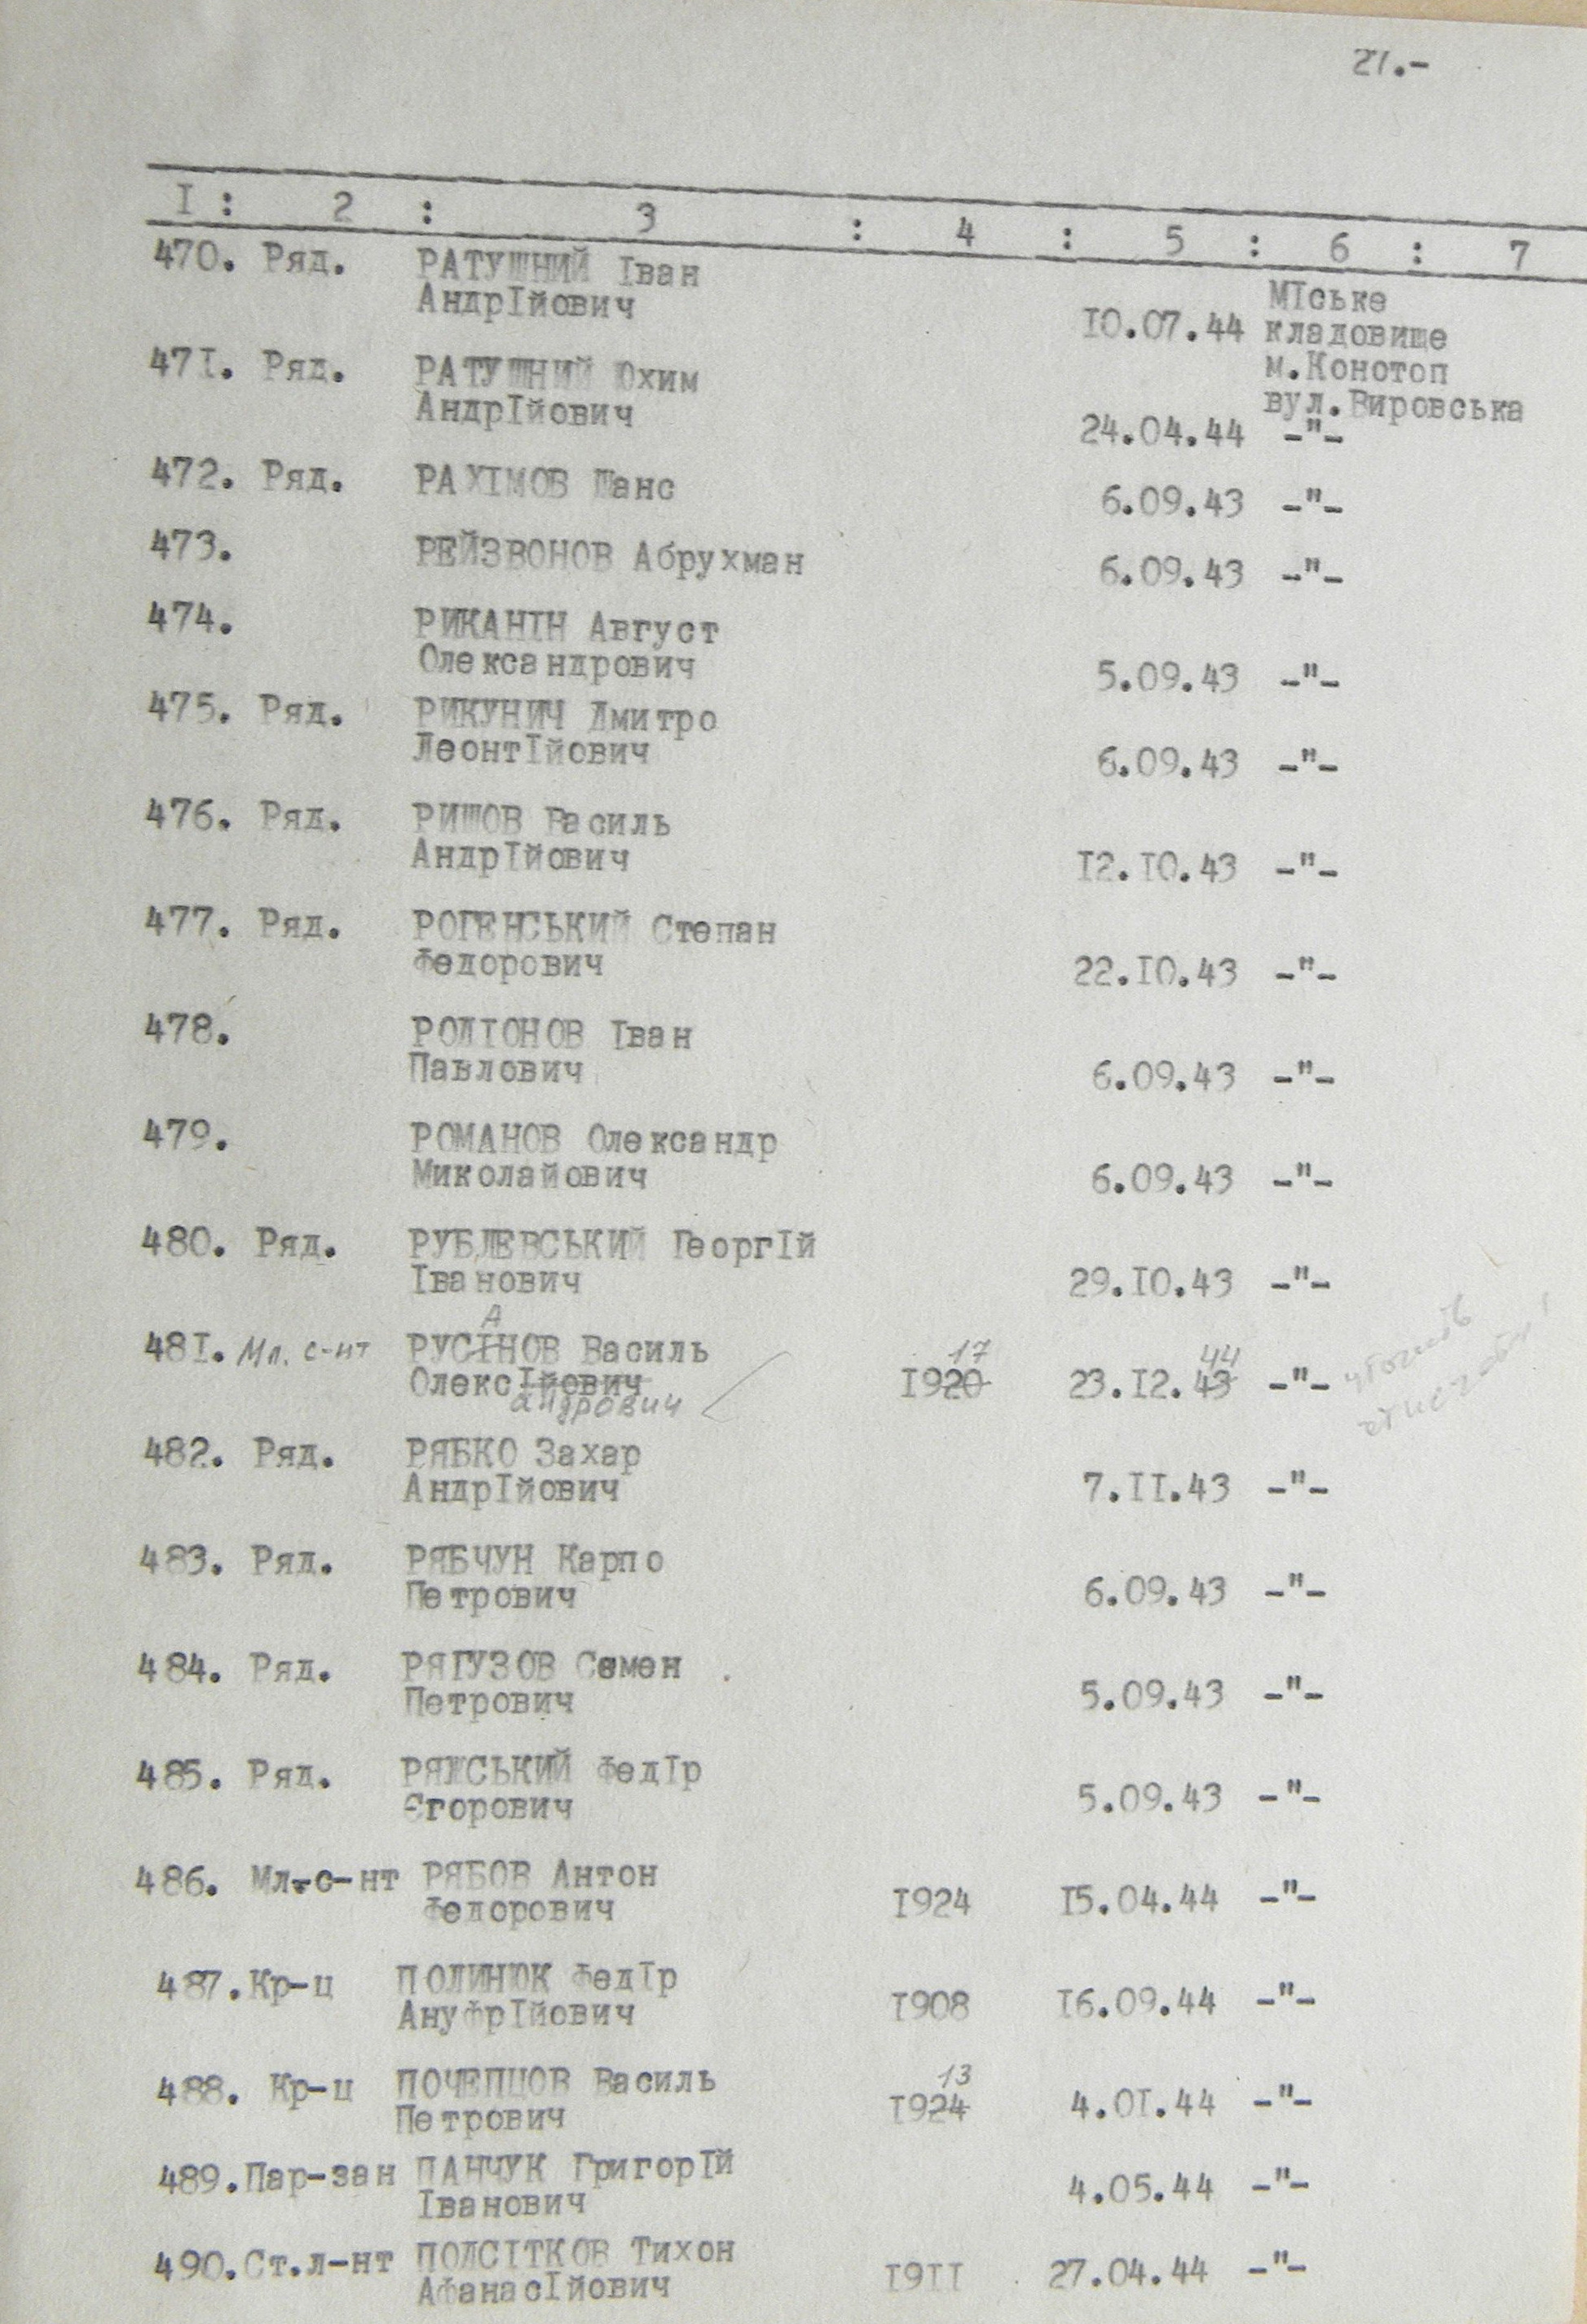 21.-
I : 2 : 3 : 4 : 5 : 6 : 7
470. Ряд. РАТУШНИЙ Іван
Андрійович 10.07.44 Міське
кладовище
м.Конотоп
вул.Вировська
471. Ряд. РАТУШНИЙ Юхим
Андрійович 24.04.44 -"-
472. Ряд. РАХІМОВ Шанс 6.09.43 -"-
473. РЕЙЗВОНОВ Абрухман 6.09.43 -"-
474. РИКАНІН Август
Олександрович 5.09.43 -"-
475. Ряд. РИКУНИЧ Дмитро
Леонтійович 6.09.43 -"-
476. Ряд. РИШОВ Василь
Андрійович 12.10.43 -"-
477. Ряд. РОГЕНСЬКИЙ Степан
Федорович 22.10.43 -"-
478. РОДІОНОВ Іван
Павлович 6.09.43 -"-
479. РОМАНОВ Олександр
Миколайович 6.09.43 -"-
480. Ряд. РУБЛЕВСЬКИЙ Георгій
Іванович 29.10.43 -"-
А
481. Мл. с-нт РУСІНОВ Василь 17 44
Олексійович 1920 23.12.43 -"-
андрович
482. Ряд. РЯБКО Захар
Андрійович 7.11.43 -"-
483. Ряд. РЯБЧУН Карпо
Петрович 6.09.43 -"-
484. Ряд. РЯГУЗОВ Семен
Петрович 5.09.43 -"-
485. Ряд. РЯЖСЬКИЙ Федір
Єгорович 5.09.43 -"-
486. Мл-с-нт РЯБОВ Антон
Федорович 1924 15.04.44 -"-
487. Кр-ц ПОЛИНЮК Федір
Ануфрійович 1908 16.09.44 -"-
488. Кр-ц ПОЧЕПЦОВ Василь 13
Петрович 1924 4.01.44 -"-
489. Пар-зан ПАНЧУК Григорій
Іванович 4.05.44 -"-
490. Ст.л-нт ПОДСІТКОВ Тихон
Афанасійович 1911 27.04.44 -"-